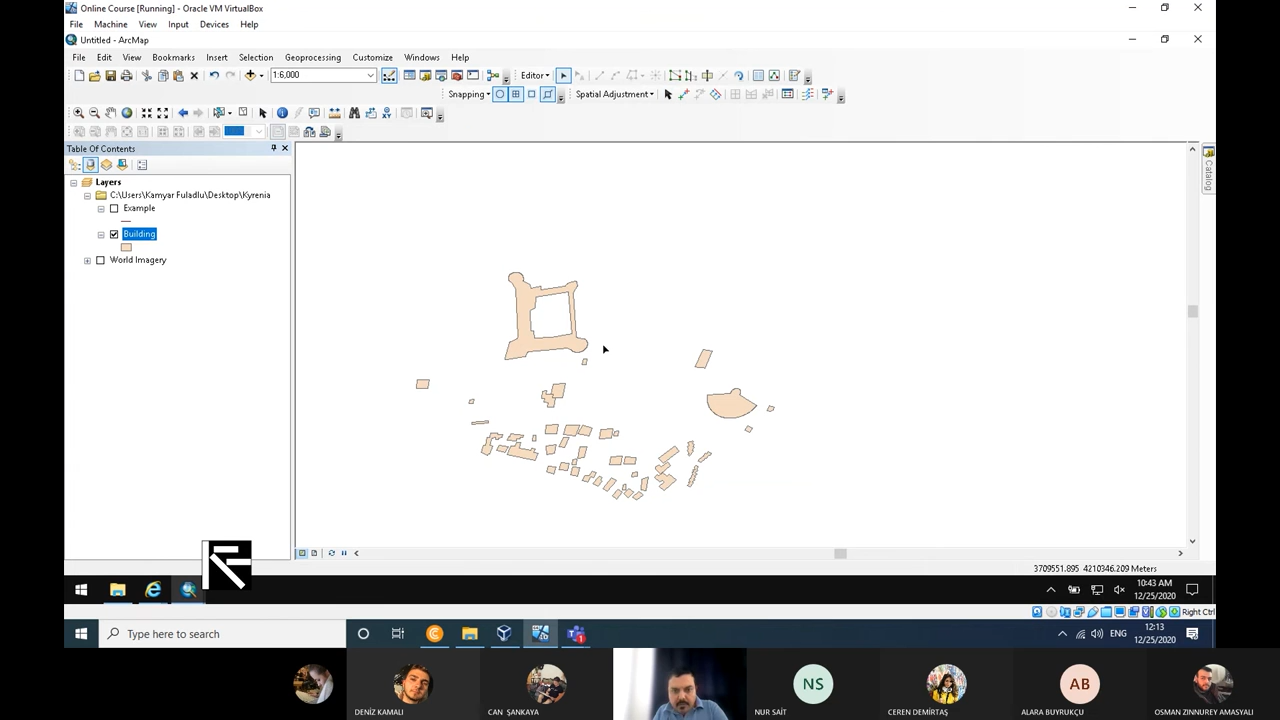 Online Course [Running] - Oracle VM VirtualBox
File Machine View Input Devices Help
Untitled - ArcMap
File Edit View Bookmarks Insert Selection Geoprocessing Customize Windows Help
1:6,000 Editor
Snapping Spatial Adjustment
Table Of Contents
Layers
C:\Users\Kamyar Fuladlu\Desktop\Kyrenia
Example
Building
World Imagery
Catalog
3709551.895 4210346.209 Meters
10:43 AM
12/25/2020
Right Ctrl
Type here to search
1
ENG
12:13
12/25/2020
NS
AB
DENİZ KAMALI
CAN ŞANKAYA
NUR SAİT
CEREN DEMİRTAŞ
ALARA BUYRUKÇU
OSMAN ZINNUREY AMASYALI